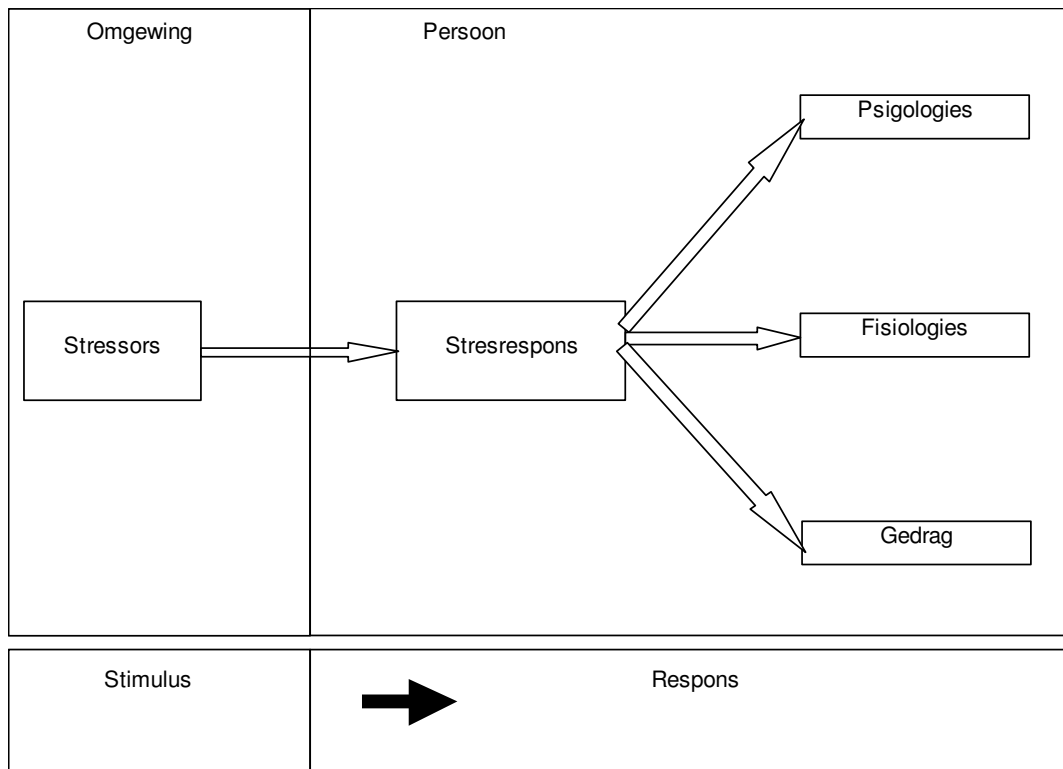 Omgewing
Persoon
Psigologies
Stressors
Stresrespons
Fisiologies
Gedrag
Stimulus
Respons